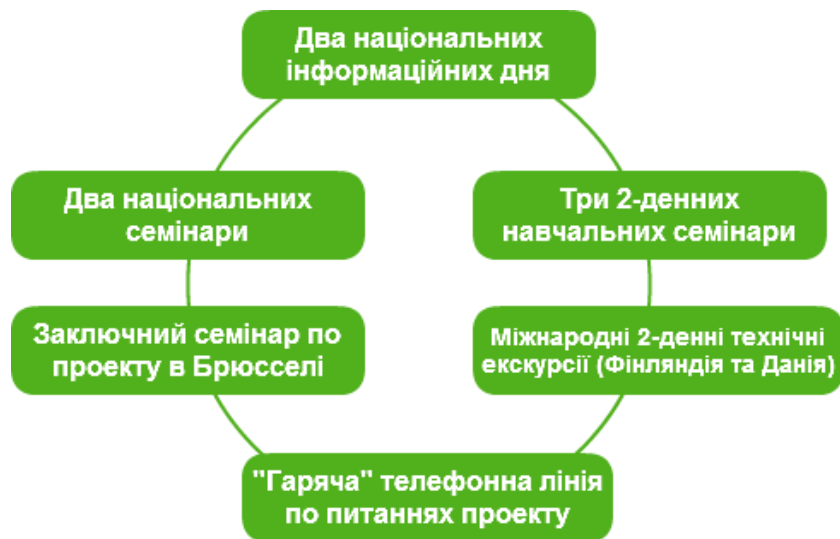 Два національних
інформаційних дня
Два національних
семінари
Три 2-денних
навчальних семінари
Заключний семінар по
проекту в Брюсселі
Міжнародні 2-денні технічні
екскурсії (Фінляндія та Данія)
"Гаряча" телефонна лінія
по питаннях проекту